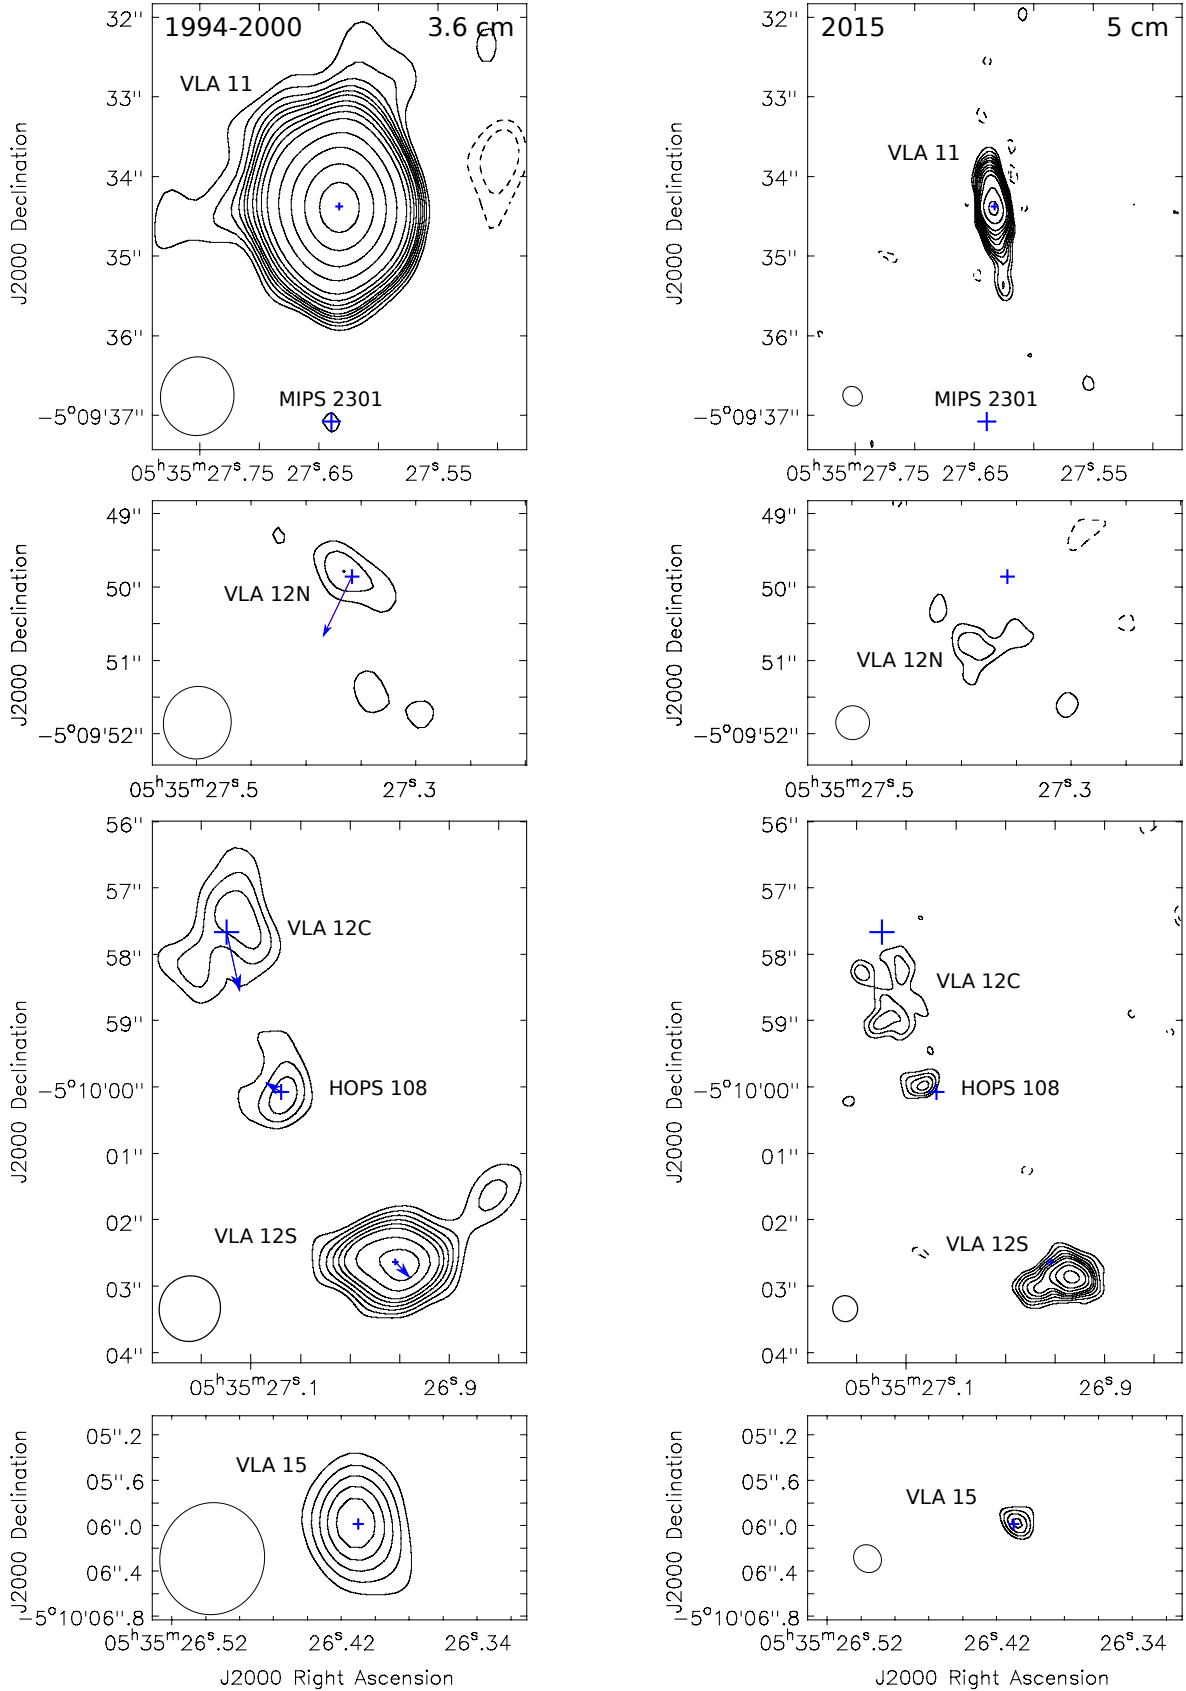 1994-2000 3.6 cm
VLA 11
MIPS 2301
32''
33''
34''
35''
36''
−5°09'37''
J2000 Declination
05ʰ35ᵐ27ˢ.75 27ˢ.65 27ˢ.55
2015 5 cm
VLA 11
MIPS 2301
32''
33''
34''
35''
36''
−5°09'37''
J2000 Declination
05ʰ35ᵐ27ˢ.75 27ˢ.65 27ˢ.55
VLA 12N
49''
50''
51''
−5°09'52''
J2000 Declination
05ʰ35ᵐ27ˢ.5 27ˢ.3
VLA 12N
49''
50''
51''
−5°09'52''
J2000 Declination
05ʰ35ᵐ27ˢ.5 27ˢ.3
VLA 12C
HOPS 108
VLA 12S
56''
57''
58''
59''
−5°10'00''
01''
02''
03''
04''
J2000 Declination
05ʰ35ᵐ27ˢ.1 26ˢ.9
VLA 12C
HOPS 108
VLA 12S
56''
57''
58''
59''
−5°10'00''
01''
02''
03''
04''
J2000 Declination
05ʰ35ᵐ27ˢ.1 26ˢ.9
VLA 15
05''.2
05''.6
06''.0
06''.4
−5°10'06''.8
J2000 Declination
05ʰ35ᵐ26ˢ.52 26ˢ.42 26ˢ.34
J2000 Right Ascension
VLA 15
05''.2
05''.6
06''.0
06''.4
−5°10'06''.8
J2000 Declination
05ʰ35ᵐ26ˢ.52 26ˢ.42 26ˢ.34
J2000 Right Ascension